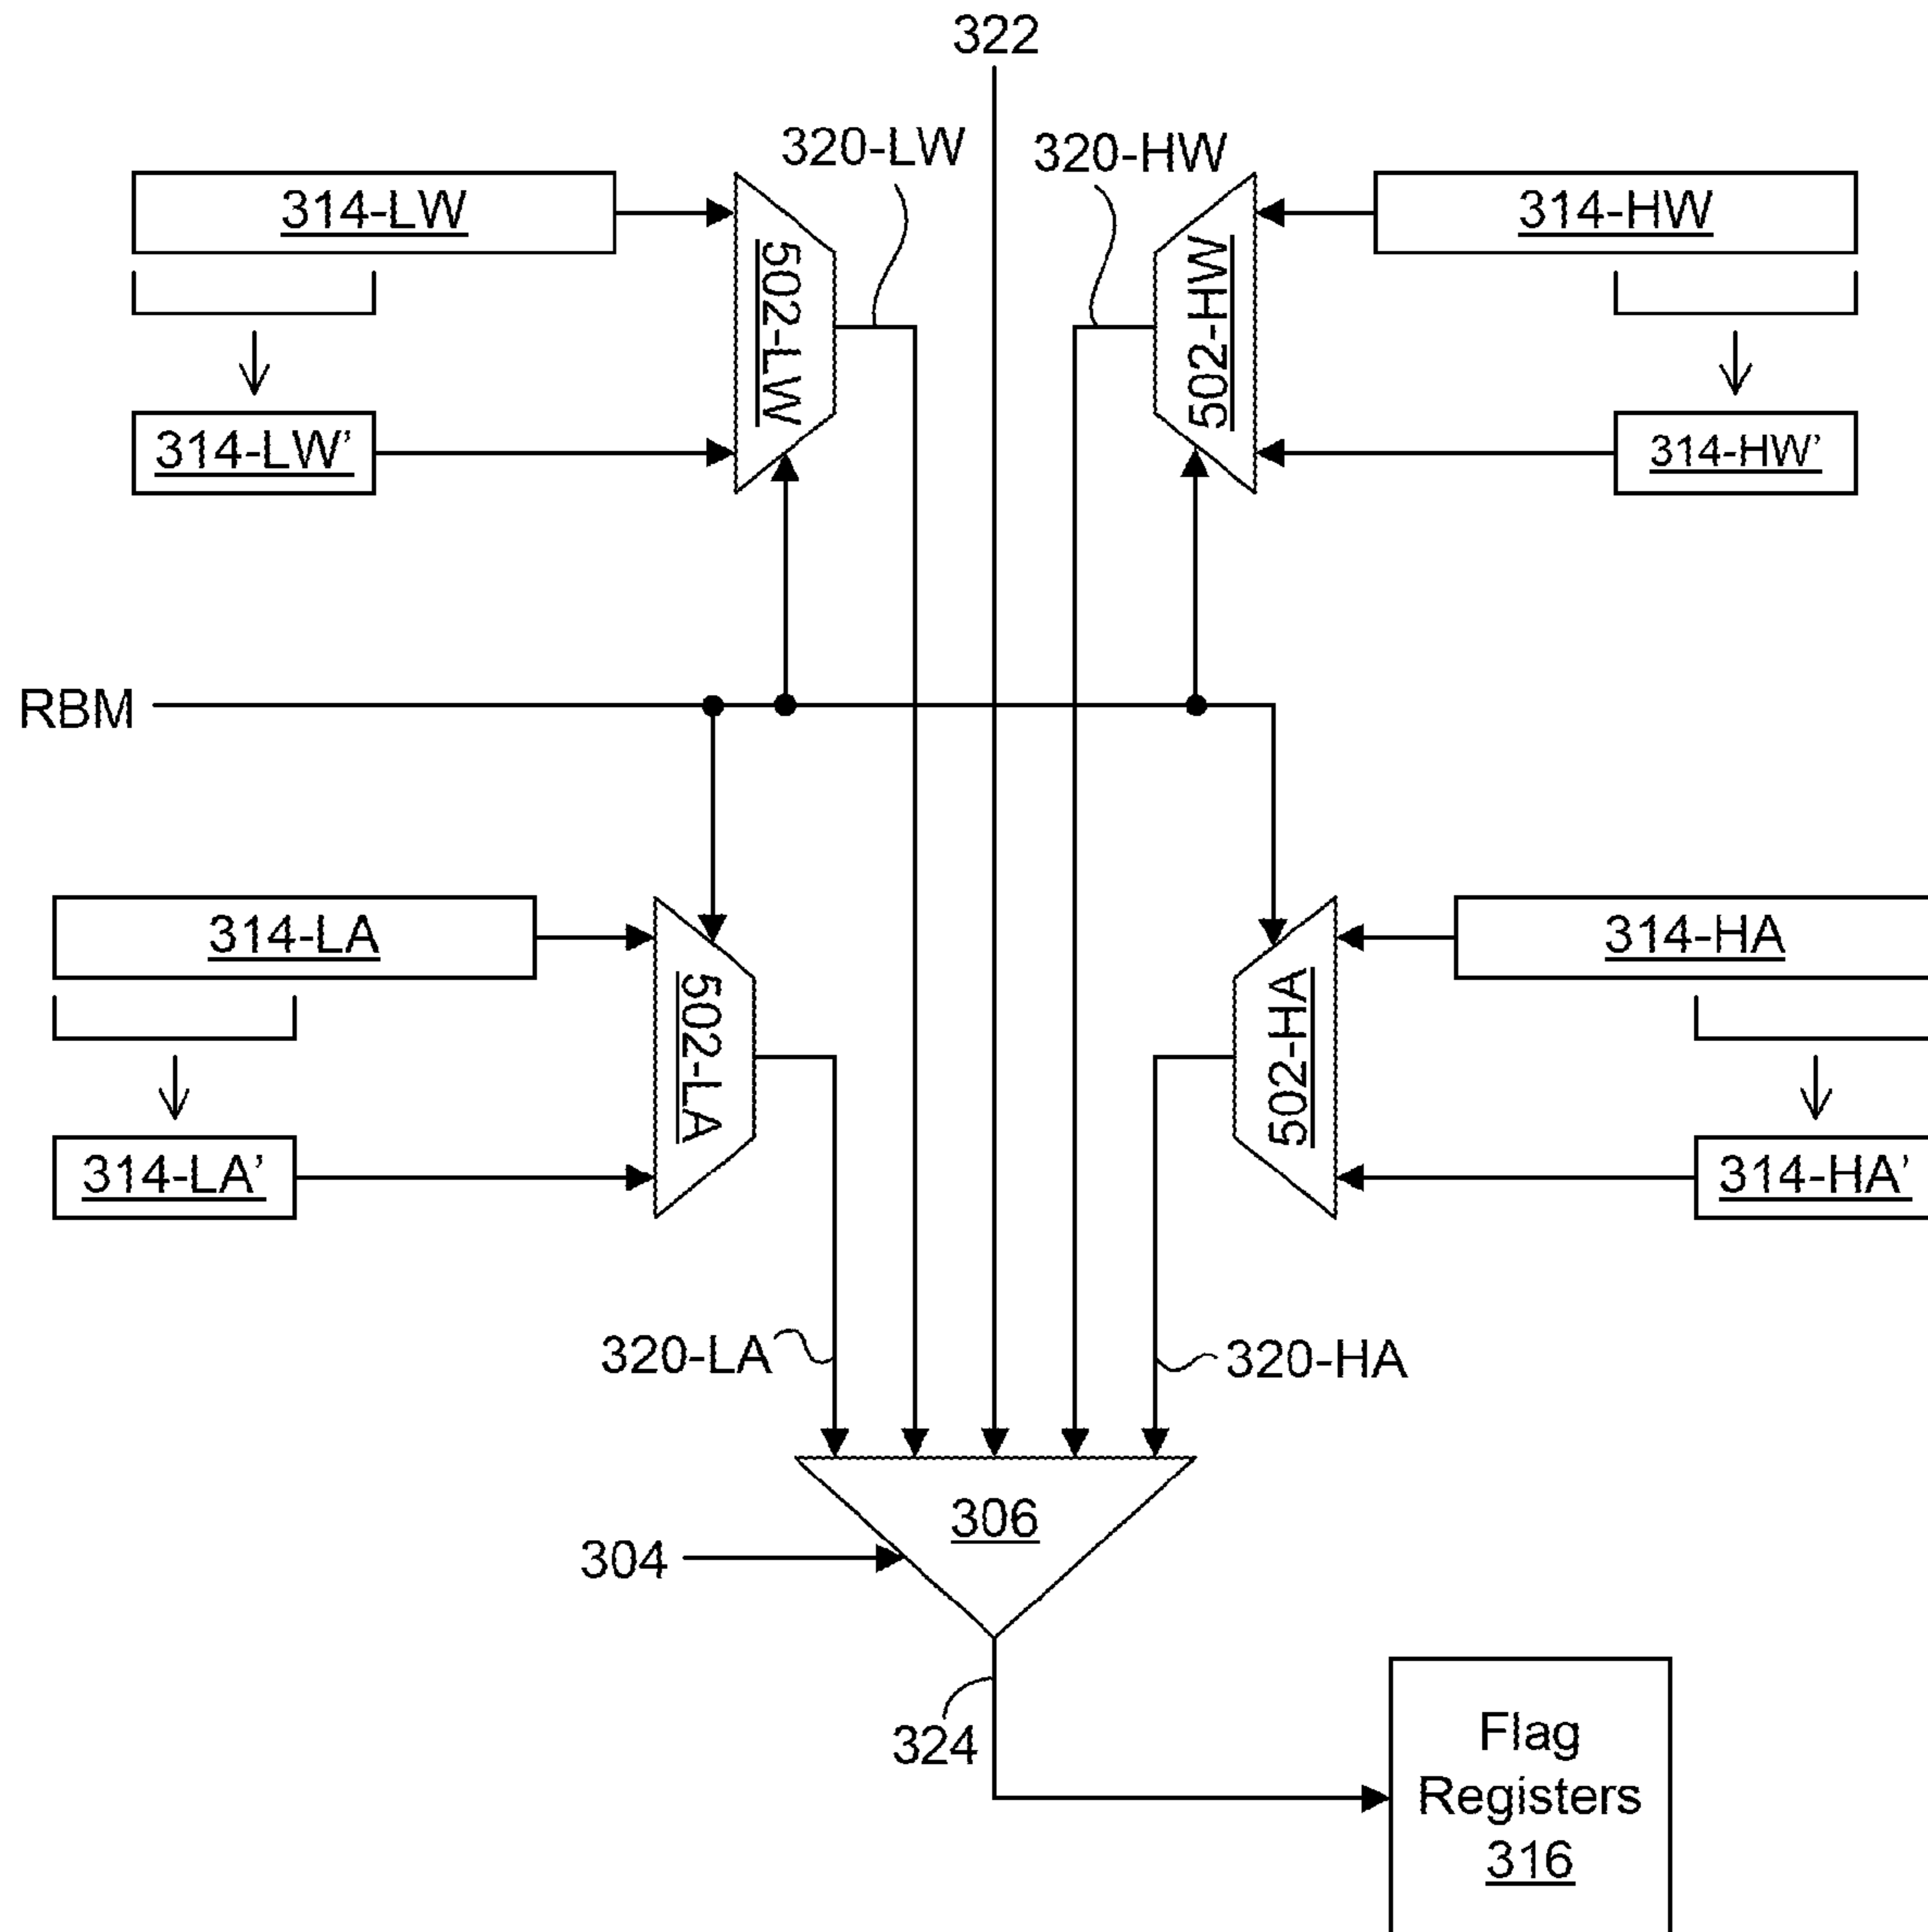 322
320-LW
320-HW
314-LW
502-LW
502-HW
314-HW
314-LW’
314-HW’
RBM
314-LA
502-LA
502-HA
314-HA
314-LA’
314-HA’
320-LA
320-HA
306
304
324
Flag
Registers
316